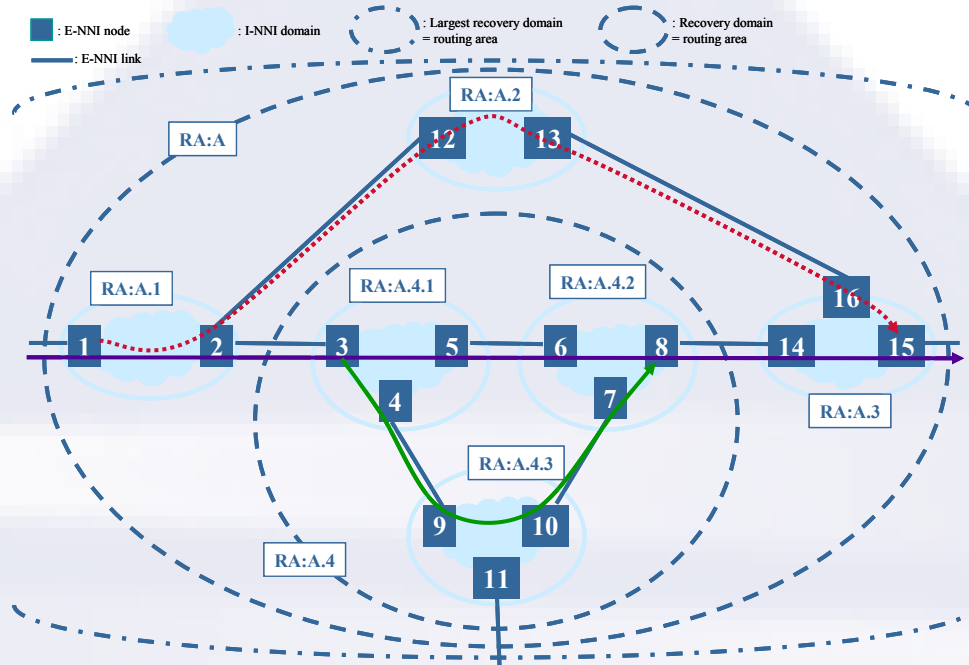 : E-NNI node
: I-NNI domain
: Largest recovery domain
= routing area
: Recovery domain
= routing area
: E-NNI link
RA:A.2
RA:A
12
13
RA:A.1
RA:A.4.1
RA:A.4.2
16
1
2
3
5
6
8
14
15
4
7
RA:A.3
RA:A.4.3
9
10
RA:A.4
11